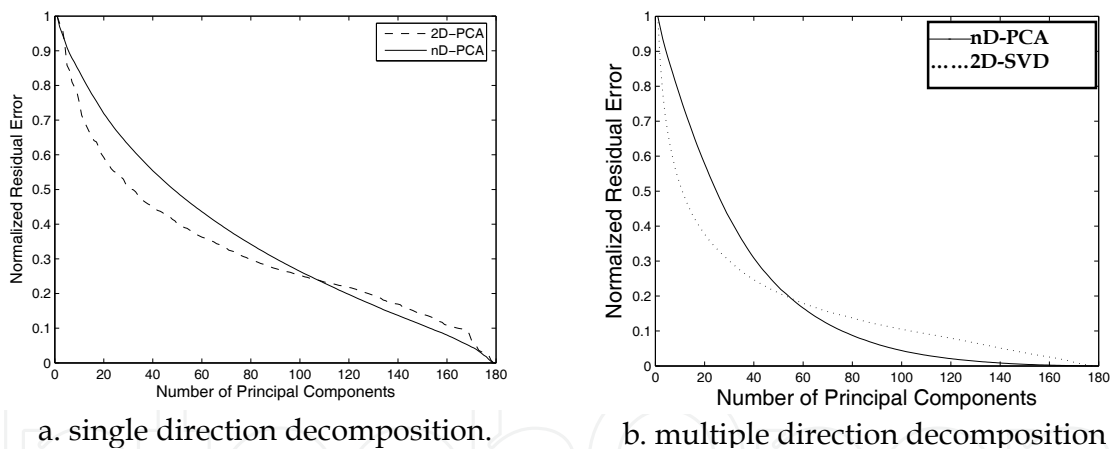 1
0.9
0.8
0.7
0.6
0.5
0.4
0.3
0.2
0.1
0
Normalized Residual Error
2D-PCA
nD-PCA
0 20 40 60 80 100 120 140 160 180
Number of Principal Components
a. single direction decomposition.
1
0.9
0.8
0.7
0.6
0.5
0.4
0.3
0.2
0.1
0
Normalized Residual Error
nD-PCA
2D-SVD
0 20 40 60 80 100 120 140 160 180
Number of Principal Components
b. multiple direction decomposition